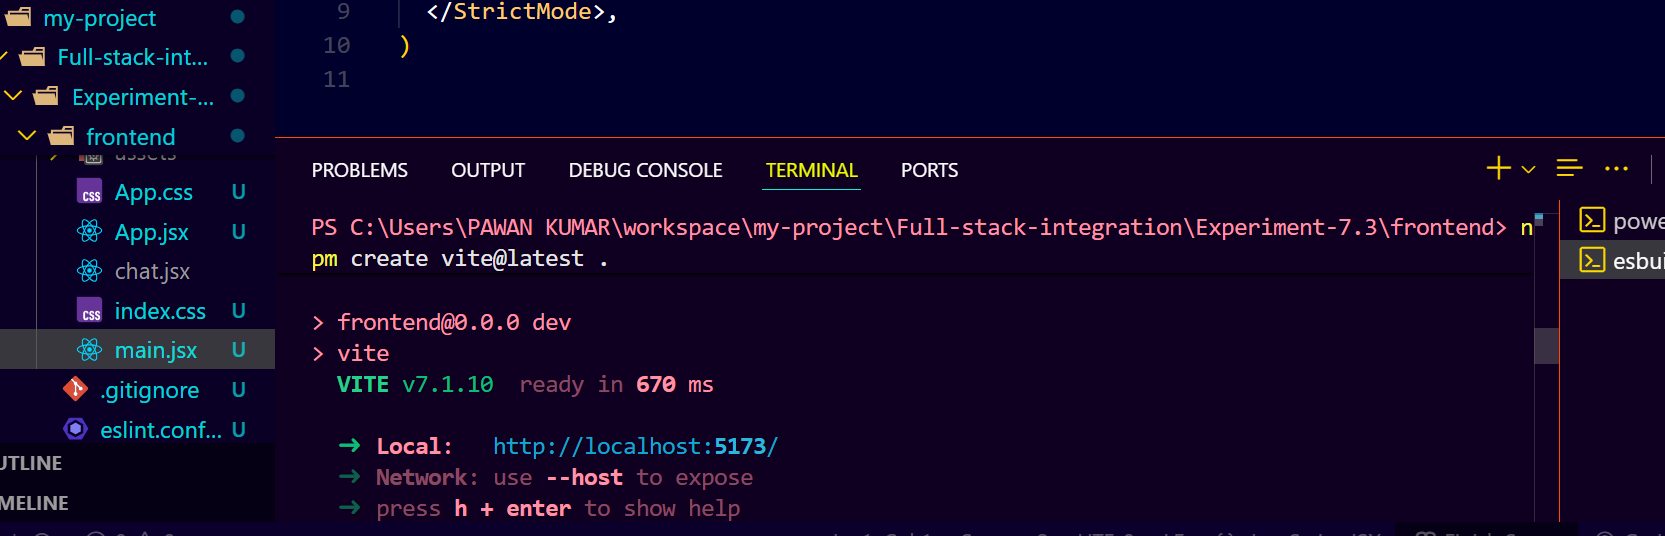 my-project
Full-stack-int...
Experiment-...
frontend
assets
App.css U
App.jsx U
chat.jsx
index.css U
main.jsx U
.gitignore U
eslint.conf... U
UTLINE
MELINE
9 </StrictMode>,
10 )
11
PROBLEMS OUTPUT DEBUG CONSOLE TERMINAL PORTS
PS C:\Users\PAWAN KUMAR\workspace\my-project\Full-stack-integration\Experiment-7.3\frontend> n
pm create vite@latest .
> frontend@0.0.0 dev
> vite
VITE v7.1.10 ready in 670 ms
➜ Local: http://localhost:5173/
➜ Network: use --host to expose
➜ press h + enter to show help
powe
esbui